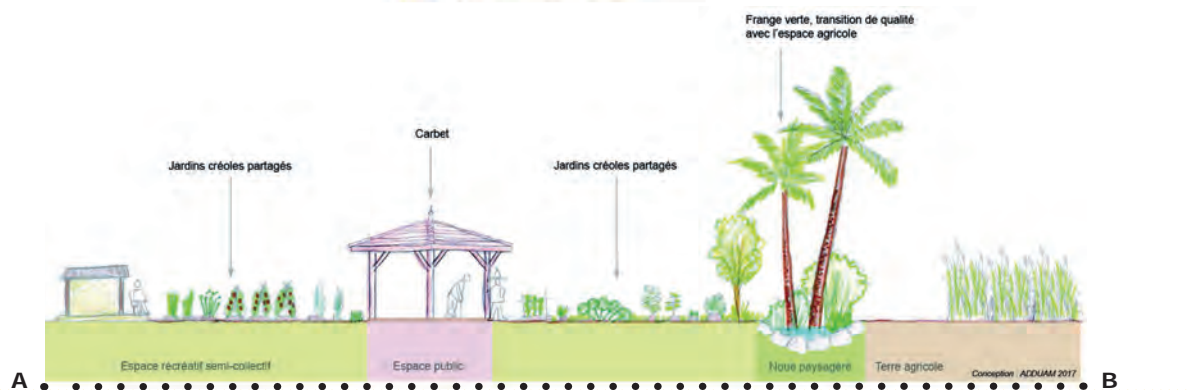 Frange verte, transition de qualité
avec l'espace agricole
Carbet
Jardins créoles partagés
Jardins créoles partagés
Espace récréatif semi-collectif
Espace public
Noue paysagère
Terre agricole
Conception ADDUAM 2017
A
B